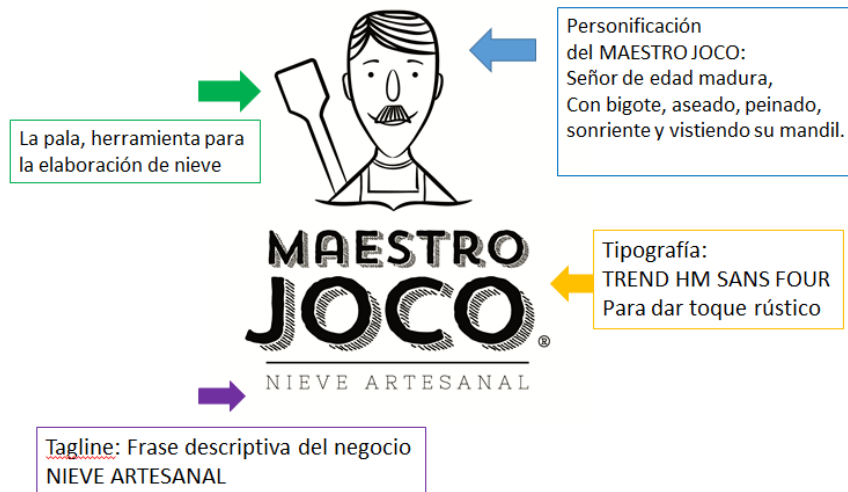 Personificación
del MAESTRO JOCO:
Señor de edad madura,
Con bigote, aseado, peinado,
sonriente y vistiendo su mandil.
La pala, herramienta para
la elaboración de nieve
MAESTRO
JOCO®
NIEVE ARTESANAL
Tipografía:
TREND HM SANS FOUR
Para dar toque rústico
Tagline: Frase descriptiva del negocio
NIEVE ARTESANAL